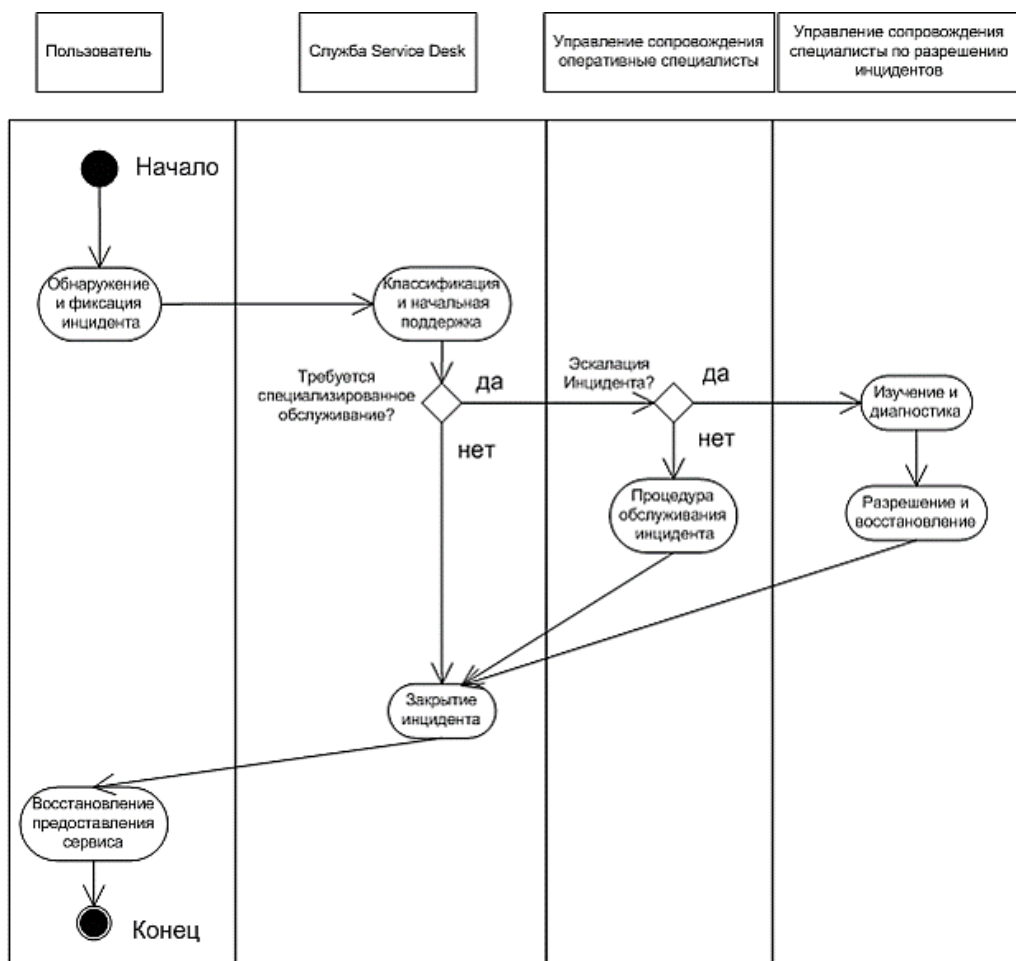 Пользователь
Служба Service Desk
Управление сопровождения
оперативные специалисты
Управление сопровождения
специалисты по разрешению
инцидентов
Начало
Обнаружение
и фиксация
инцидента
Классификация
и начальная
поддержка
Требуется
специализированное
обслуживание?
да
нет
Эскалация
Инцидента?
да
нет
Изучение и
диагностика
Процедура
обслуживания
инцидента
Разрешение и
восстановление
Закрытие
инцидента
Восстановление
предоставления
сервиса
Конец